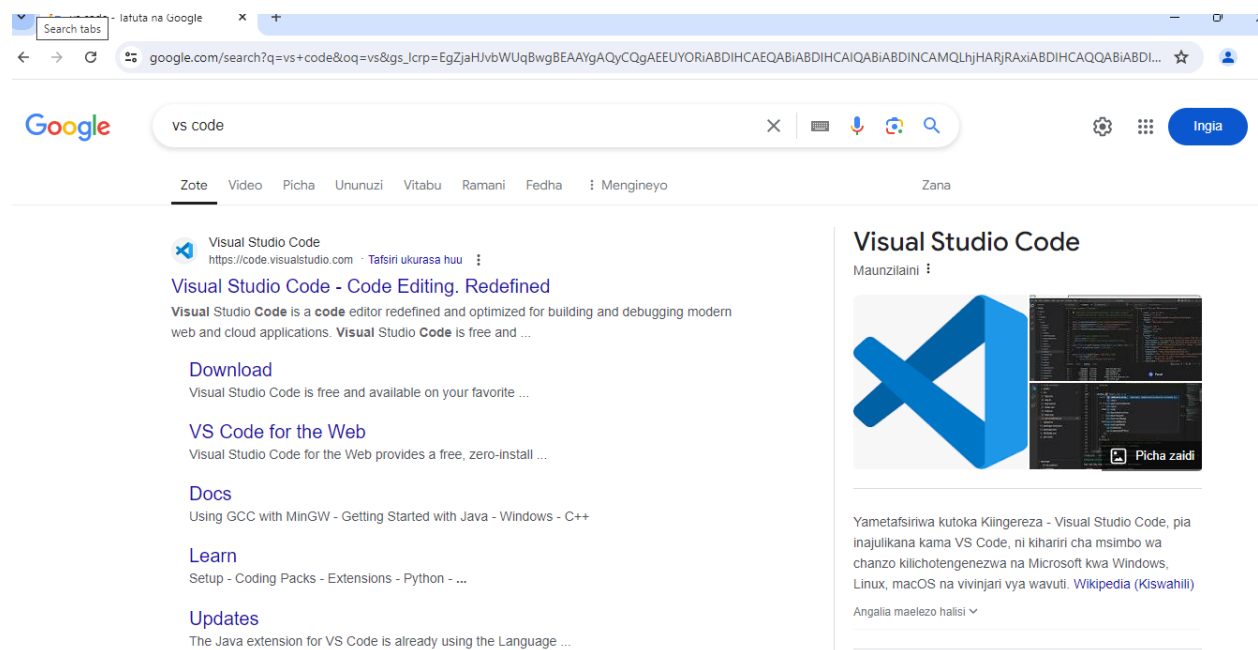 vs code - Tafuta na Google
Search tabs
google.com/search?q=vs+code&oq=vs&gs_lcrp=EgZjaHJvbWUqBwgBEAAYgAQyCQgAEEUYORiABDIHCAEQABiABDIHCAIQABiABDINCAMQLhjHARjRAxiABDIHCAQQABiABDI...
Google
vs code
Ingia
Zote Video Picha Ununuzi Vitabu Ramani Fedha Mengineyo Zana
Visual Studio Code
https://code.visualstudio.com · Tafsiri ukurasa huu
Visual Studio Code - Code Editing. Redefined
Visual Studio Code is a code editor redefined and optimized for building and debugging modern
web and cloud applications. Visual Studio Code is free and ...
Download
Visual Studio Code is free and available on your favorite ...
VS Code for the Web
Visual Studio Code for the Web provides a free, zero-install ...
Docs
Using GCC with MinGW - Getting Started with Java - Windows - C++
Learn
Setup - Coding Packs - Extensions - Python - ...
Updates
The Java extension for VS Code is already using the Language ...
Visual Studio Code
Maunzilaini
Picha zaidi
Yametafsiriwa kutoka Kiingereza - Visual Studio Code, pia
inajulikana kama VS Code, ni kihariri cha msimbo wa
chanzo kilichotengenezwa na Microsoft kwa Windows,
Linux, macOS na vivinjari vya wavuti. Wikipedia (Kiswahili)
Angalia maelezo halisi